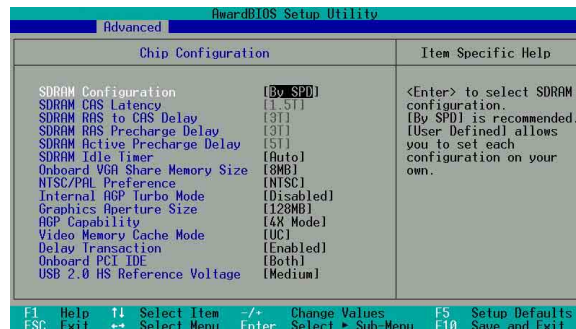 AwardBIOS Setup Utility
Advanced
Chip Configuration
Item Specific Help
SDRAM Configuration [By SPD]
SDRAM CAS Latency [1.5T]
SDRAM RAS to CAS Delay [3T]
SDRAM RAS Precharge Delay [3T]
SDRAM Active Precharge Delay [5T]
SDRAM Idle Timer [Auto]
Onboard VGA Share Memory Size [8MB]
NTSC/PAL Preference [NTSC]
Internal AGP Turbo Mode [Disabled]
Graphics Aperture Size [128MB]
AGP Capability [4X Mode]
Video Memory Cache Mode [UC]
Delay Transaction [Enabled]
Onboard PCI IDE [Both]
USB 2.0 HS Reference Voltage [Medium]
<Enter> to select SDRAM
configuration.
[By SPD] is recommended.
[User Defined] allows
you to set each
configuration on your
own.
F1 Help ↑↓ Select Item -/+ Change Values F5 Setup Defaults
ESC Exit ↔ Select Menu Enter Select ► Sub-Menu F10 Save and Exit